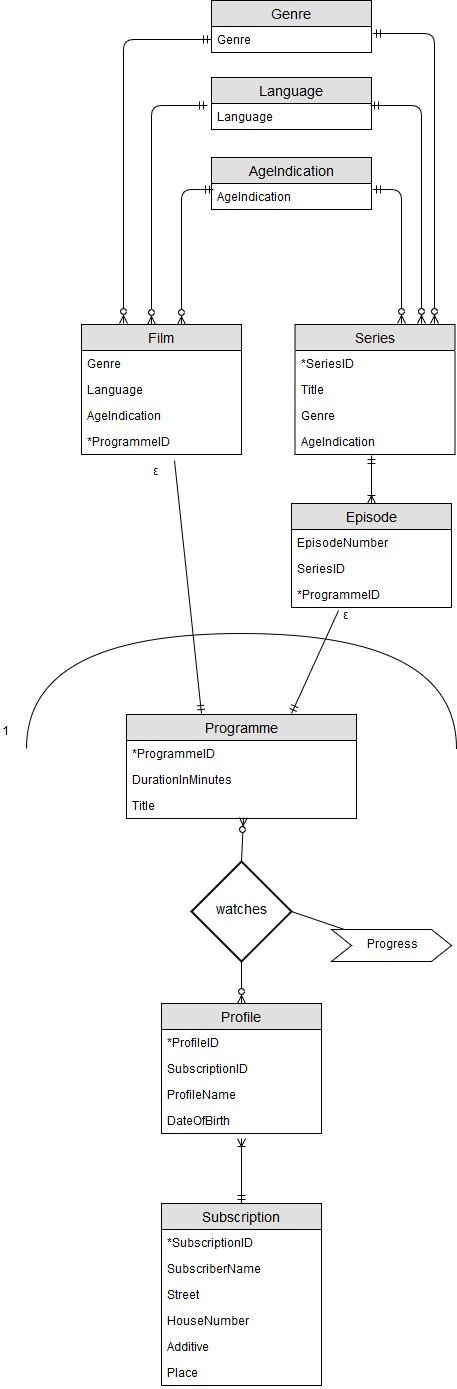 Genre
Genre
Language
Language
AgeIndication
AgeIndication
Film
Genre
Language
AgeIndication
*ProgrammeID
ε
Series
*SeriesID
Title
Genre
AgeIndication
Episode
EpisodeNumber
SeriesID
*ProgrammeID
ε
1
Programme
*ProgrammeID
DurationInMinutes
Title
watches
Progress
Profile
*ProfileID
SubscriptionID
ProfileName
DateOfBirth
Subscription
*SubscriptionID
SubscriberName
Street
HouseNumber
Additive
Place